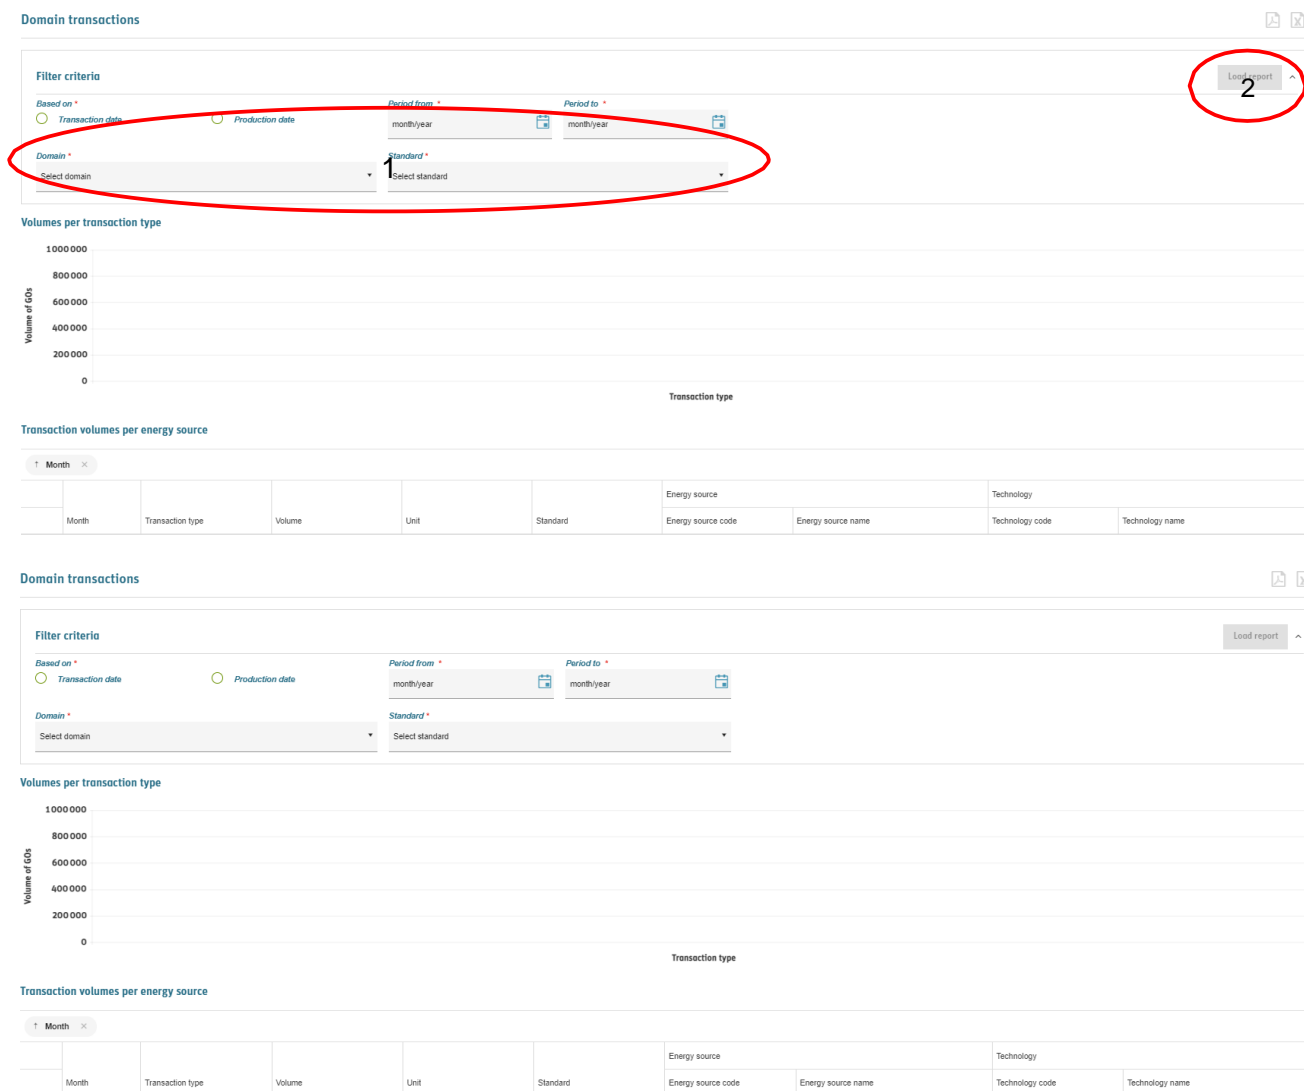 Domain transactions
Filter criteria
Load report
2
Based on *
Period from *
Period to *
Transaction date
Production date
month/year
month/year
Domain *
Standard *
1
Select domain
Select standard
Volumes per transaction type
1 000 000
800 000
600 000
400 000
200 000
0
Volume of GOs
Transaction type
Transaction volumes per energy source
↑ Month ×
Energy source
Technology
Month
Transaction type
Volume
Unit
Standard
Energy source code
Energy source name
Technology code
Technology name
Domain transactions
Filter criteria
Load report
Based on *
Period from *
Period to *
Transaction date
Production date
month/year
month/year
Domain *
Standard *
Select domain
Select standard
Volumes per transaction type
1 000 000
800 000
600 000
400 000
200 000
0
Volume of GOs
Transaction type
Transaction volumes per energy source
↑ Month ×
Energy source
Technology
Month
Transaction type
Volume
Unit
Standard
Energy source code
Energy source name
Technology code
Technology name